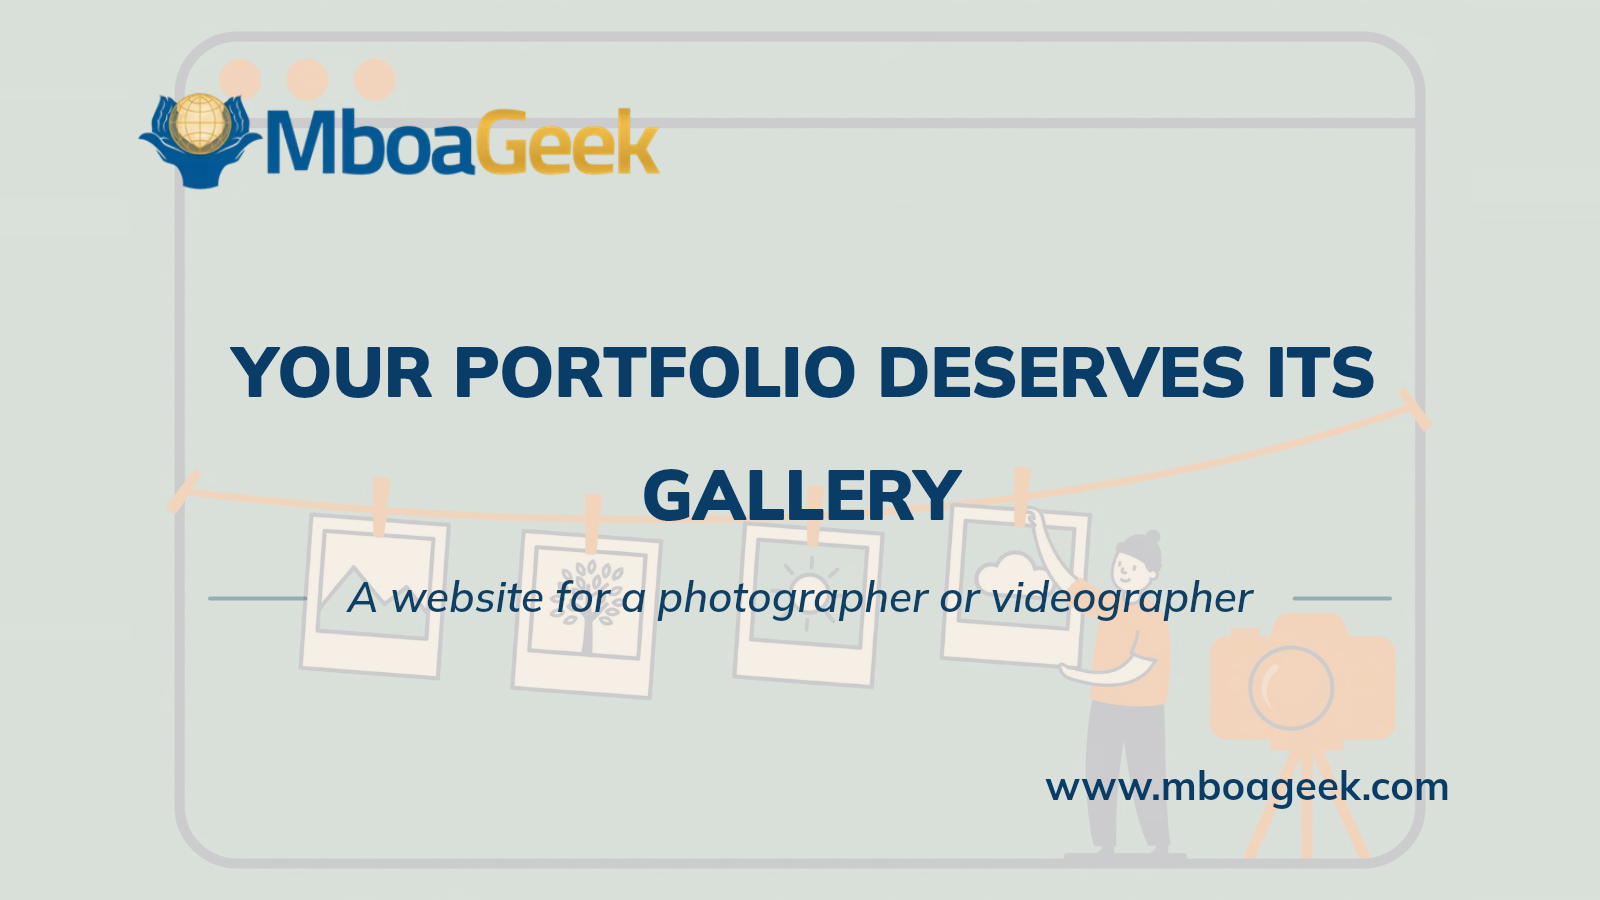 MboaGeek
YOUR PORTFOLIO DESERVES ITS
GALLERY
A website for a photographer or videographer
www.mboageek.com